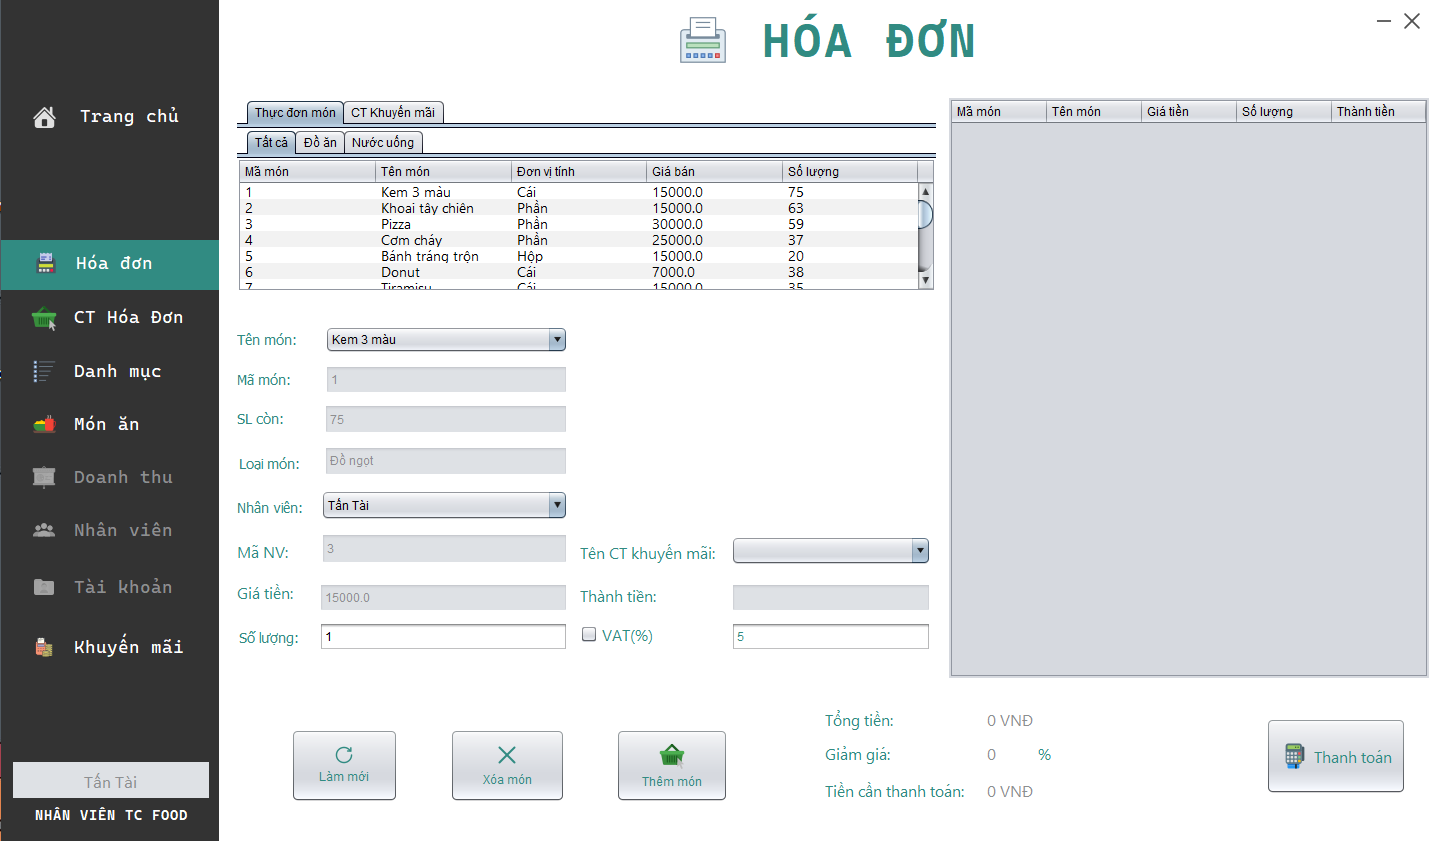 HÓA ĐƠN
Trang chủ
Hóa đơn
CT Hóa Đơn
Danh mục
Món ăn
Doanh thu
Nhân viên
Tài khoản
Khuyến mãi
Tấn Tài
NHÂN VIÊN TC FOOD
Thực đơn món CT Khuyến mãi
Tất cả Đồ ăn Nước uống
Mã món Tên món Đơn vị tính Giá bán Số lượng
1 Kem 3 màu Cái 15000.0 75
2 Khoai tây chiên Phần 15000.0 63
3 Pizza Phần 30000.0 59
4 Cơm cháy Phần 25000.0 37
5 Bánh tráng trộn Hộp 15000.0 20
6 Donut Cái 7000.0 38
7 Tiramisu Cái 15000.0 35
Tên món: Kem 3 màu
Mã món: 1
SL còn: 75
Loại món: Đồ ngọt
Nhân viên: Tấn Tài
Mã NV: 3 Tên CT khuyến mãi:
Giá tiền: 15000.0 Thành tiền:
Số lượng: 1 VAT(%) 5
Làm mới Xóa món Thêm món
Mã món Tên món Giá tiền Số lượng Thành tiền
Tổng tiền: 0 VNĐ
Giảm giá: 0 %
Tiền cần thanh toán: 0 VNĐ
Thanh toán